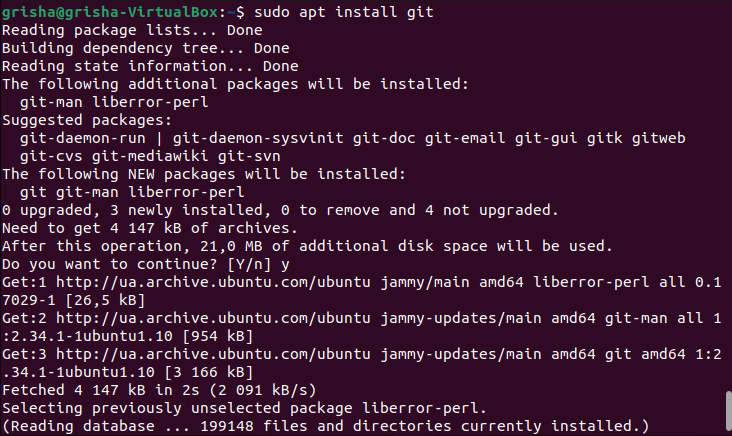 grisha@grisha-VirtualBox:~$ sudo apt install git
Reading package lists... Done
Building dependency tree... Done
Reading state information... Done
The following additional packages will be installed:
  git-man liberror-perl
Suggested packages:
  git-daemon-run | git-daemon-sysvinit git-doc git-email git-gui gitk gitweb
  git-cvs git-mediawiki git-svn
The following NEW packages will be installed:
  git git-man liberror-perl
0 upgraded, 3 newly installed, 0 to remove and 4 not upgraded.
Need to get 4 147 kB of archives.
After this operation, 21,0 MB of additional disk space will be used.
Do you want to continue? [Y/n] y
Get:1 http://ua.archive.ubuntu.com/ubuntu jammy/main amd64 liberror-perl all 0.1
7029-1 [26,5 kB]
Get:2 http://ua.archive.ubuntu.com/ubuntu jammy-updates/main amd64 git-man all 1
:2.34.1-1ubuntu1.10 [954 kB]
Get:3 http://ua.archive.ubuntu.com/ubuntu jammy-updates/main amd64 git amd64 1:2
.34.1-1ubuntu1.10 [3 166 kB]
Fetched 4 147 kB in 2s (2 091 kB/s)
Selecting previously unselected package liberror-perl.
(Reading database ... 199148 files and directories currently installed.)